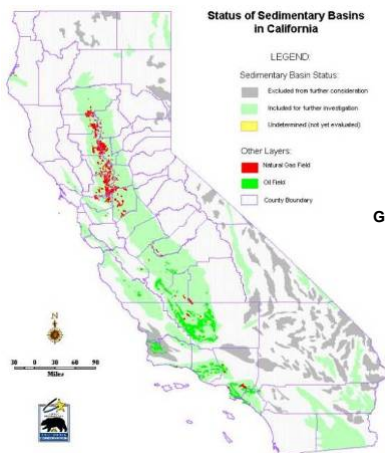 Status of Sedimentary Basins
in California
LEGEND:
Sedimentary Basin Status:
Excluded from further consideration
Included for further investigation
Undetermined (not yet evaluated)
Other Layers:
Natural Gas Field
Oil Field
County Boundary
G
30 0 30 60 90
Miles